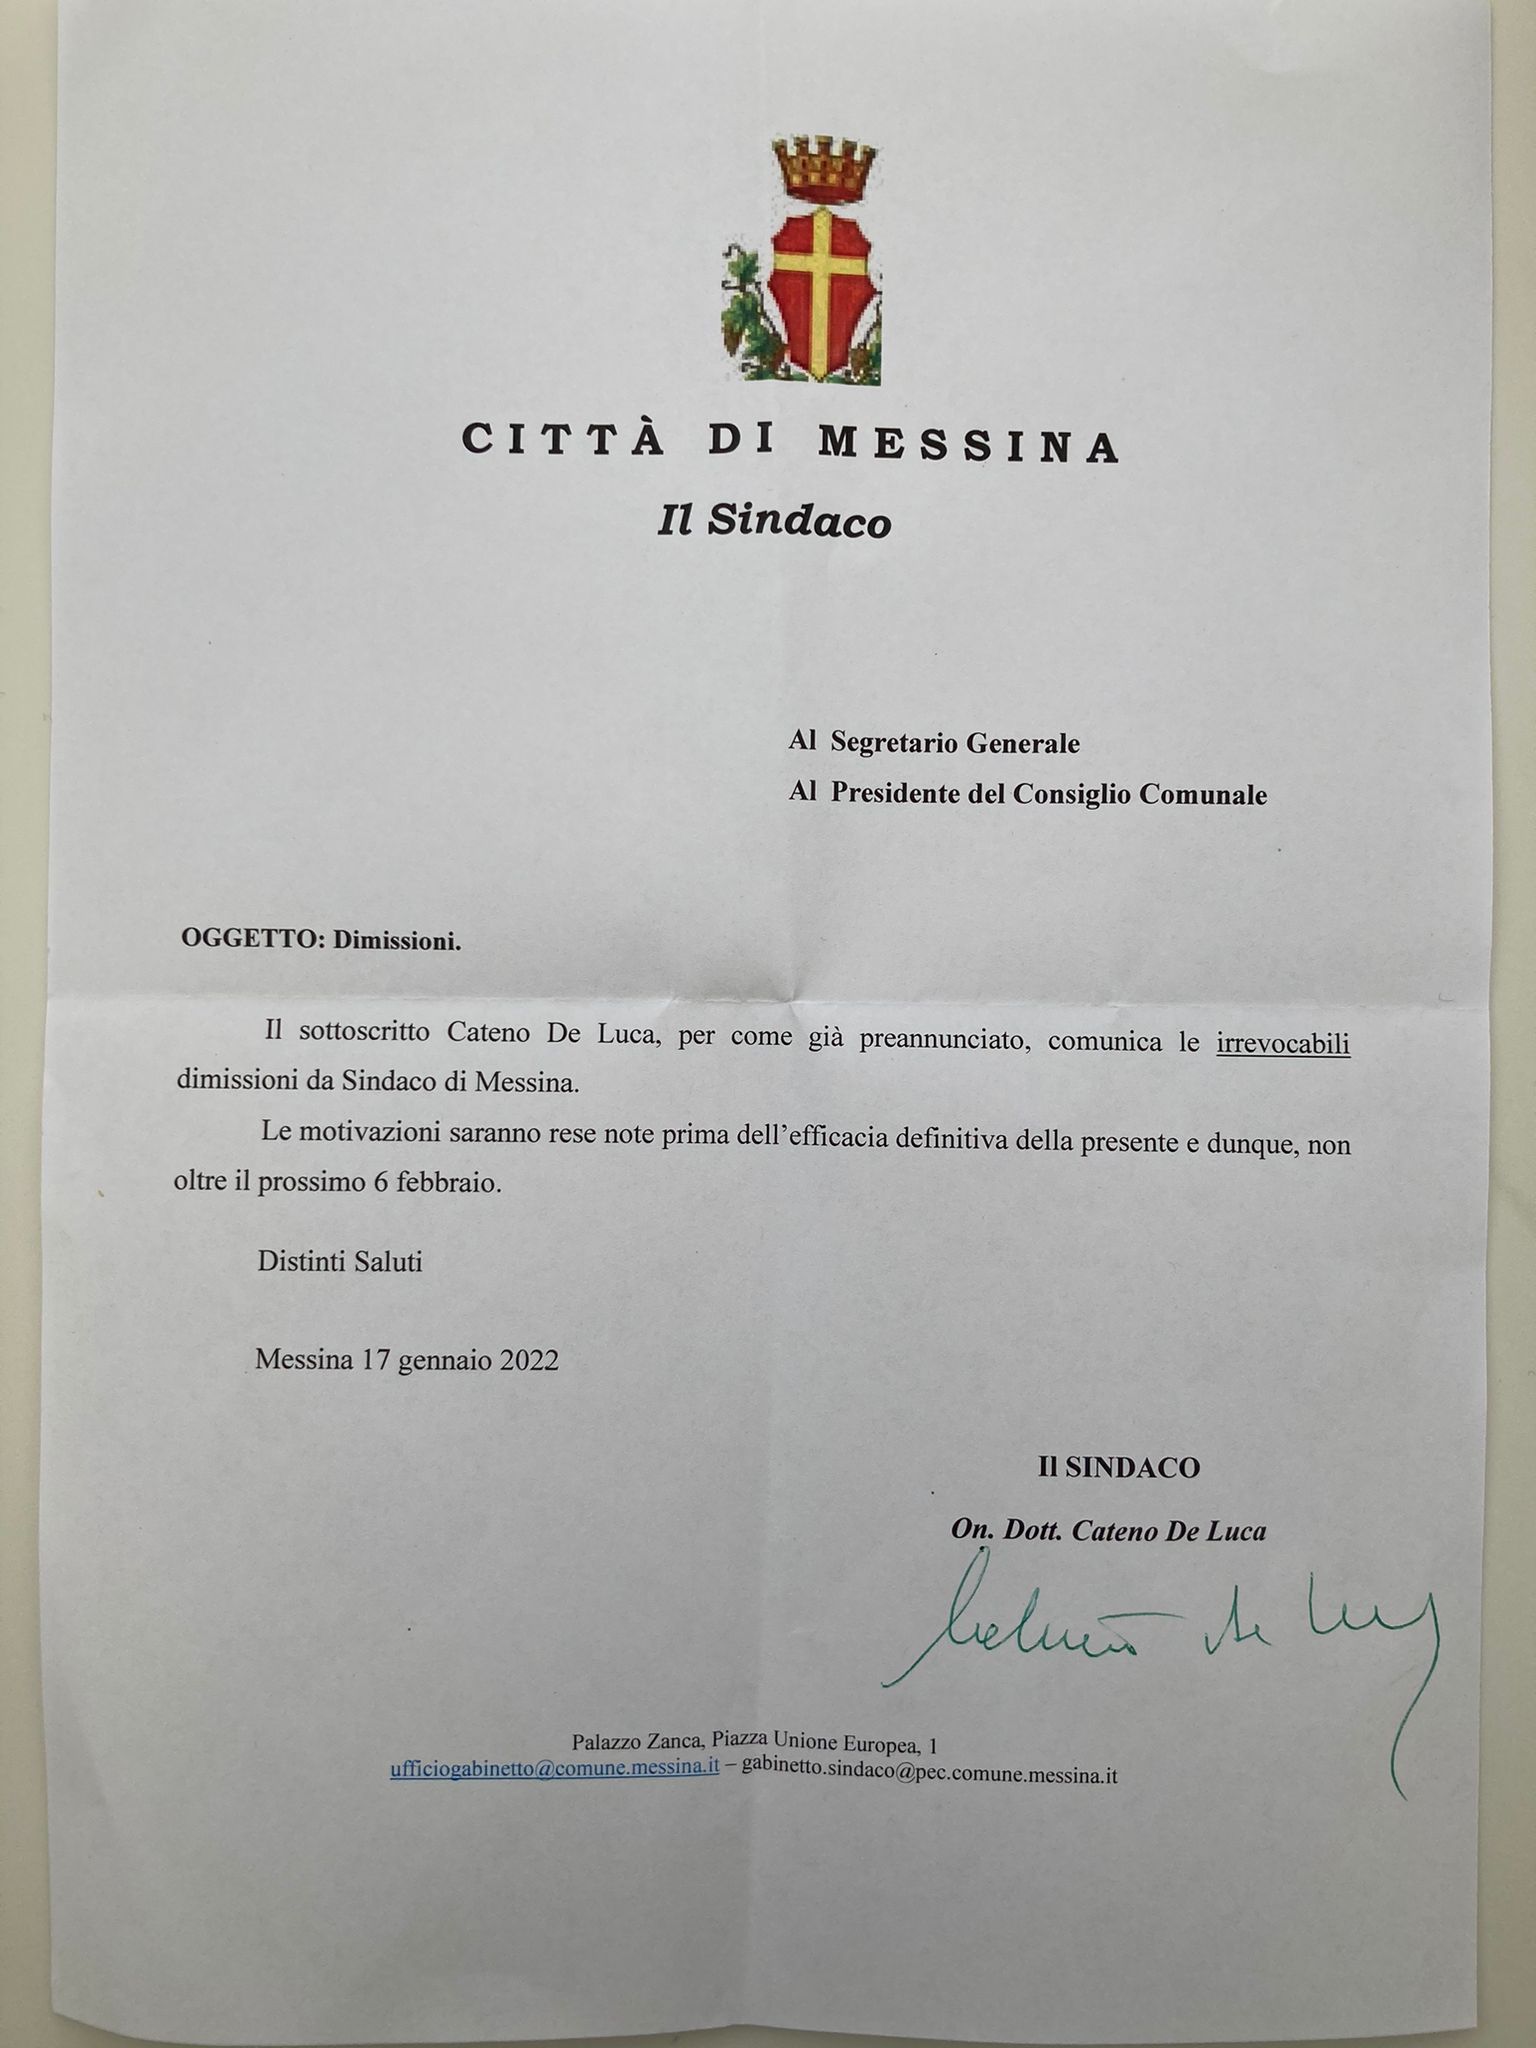 CITTÀ DI MESSINA
Il Sindaco
Al Segretario Generale
Al Presidente del Consiglio Comunale
OGGETTO: Dimissioni.
Il sottoscritto Cateno De Luca, per come già preannunciato, comunica le irrevocabili
dimissioni da Sindaco di Messina.
Le motivazioni saranno rese note prima dell'efficacia definitiva della presente e dunque, non
oltre il prossimo 6 febbraio.
Distinti Saluti
Messina 17 gennaio 2022
Il SINDACO
On. Dott. Cateno De Luca
Cateno De Luca
Palazzo Zanca, Piazza Unione Europea, 1
ufficiogabinetto@comune.messina.it – gabinetto.sindaco@pec.comune.messina.it